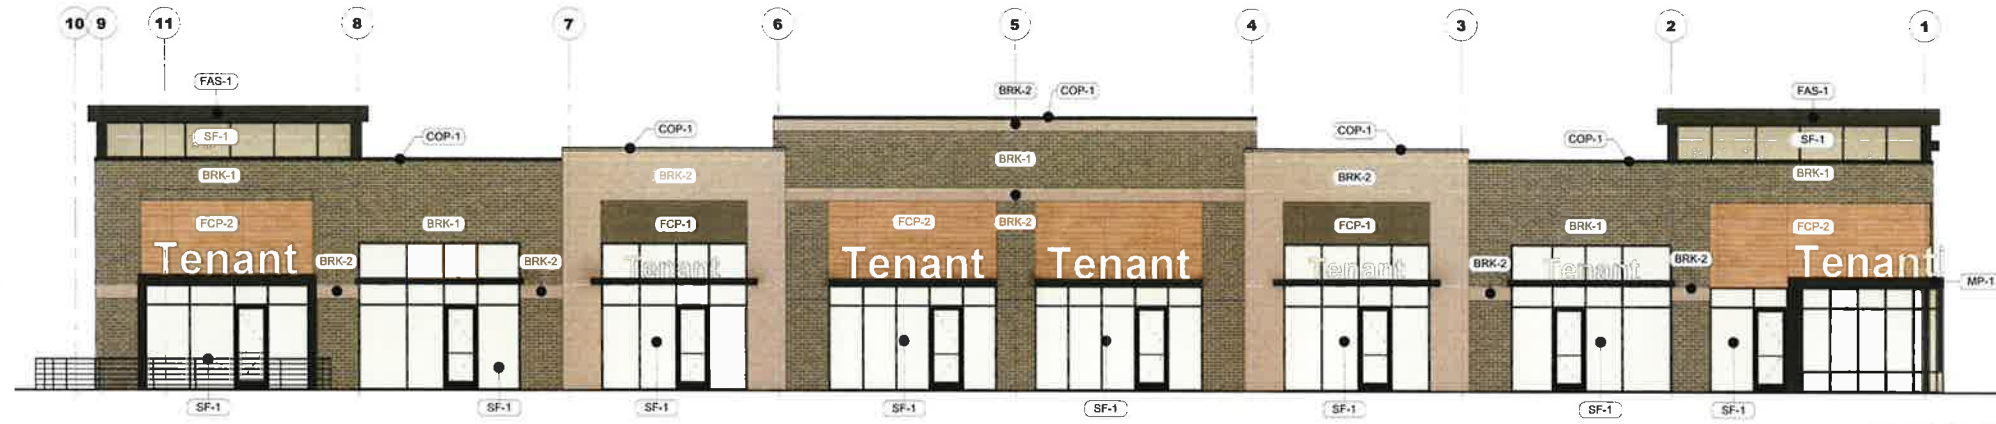 10 9 11 8 7 6 5 4 3 2 1
FAS-1 BRK-2 COP-1 FAS-1
COP-1 COP-1 COP-1 COP-1
SF-1 SF-1
BRK-1 BRK-2 BRK-1 BRK-2 BRK-1
FCP-2 BRK-1 FCP-1 FCP-2 BRK-2 FCP-1 BRK-1 FCP-2
Tenant BRK-2 BRK-2 Tenant Tenant Tenant Tenant BRK-2 Tenant BRK-2 Tenant
MP-1
SF-1 SF-1 SF-1 SF-1 SF-1 SF-1 SF-1 SF-1